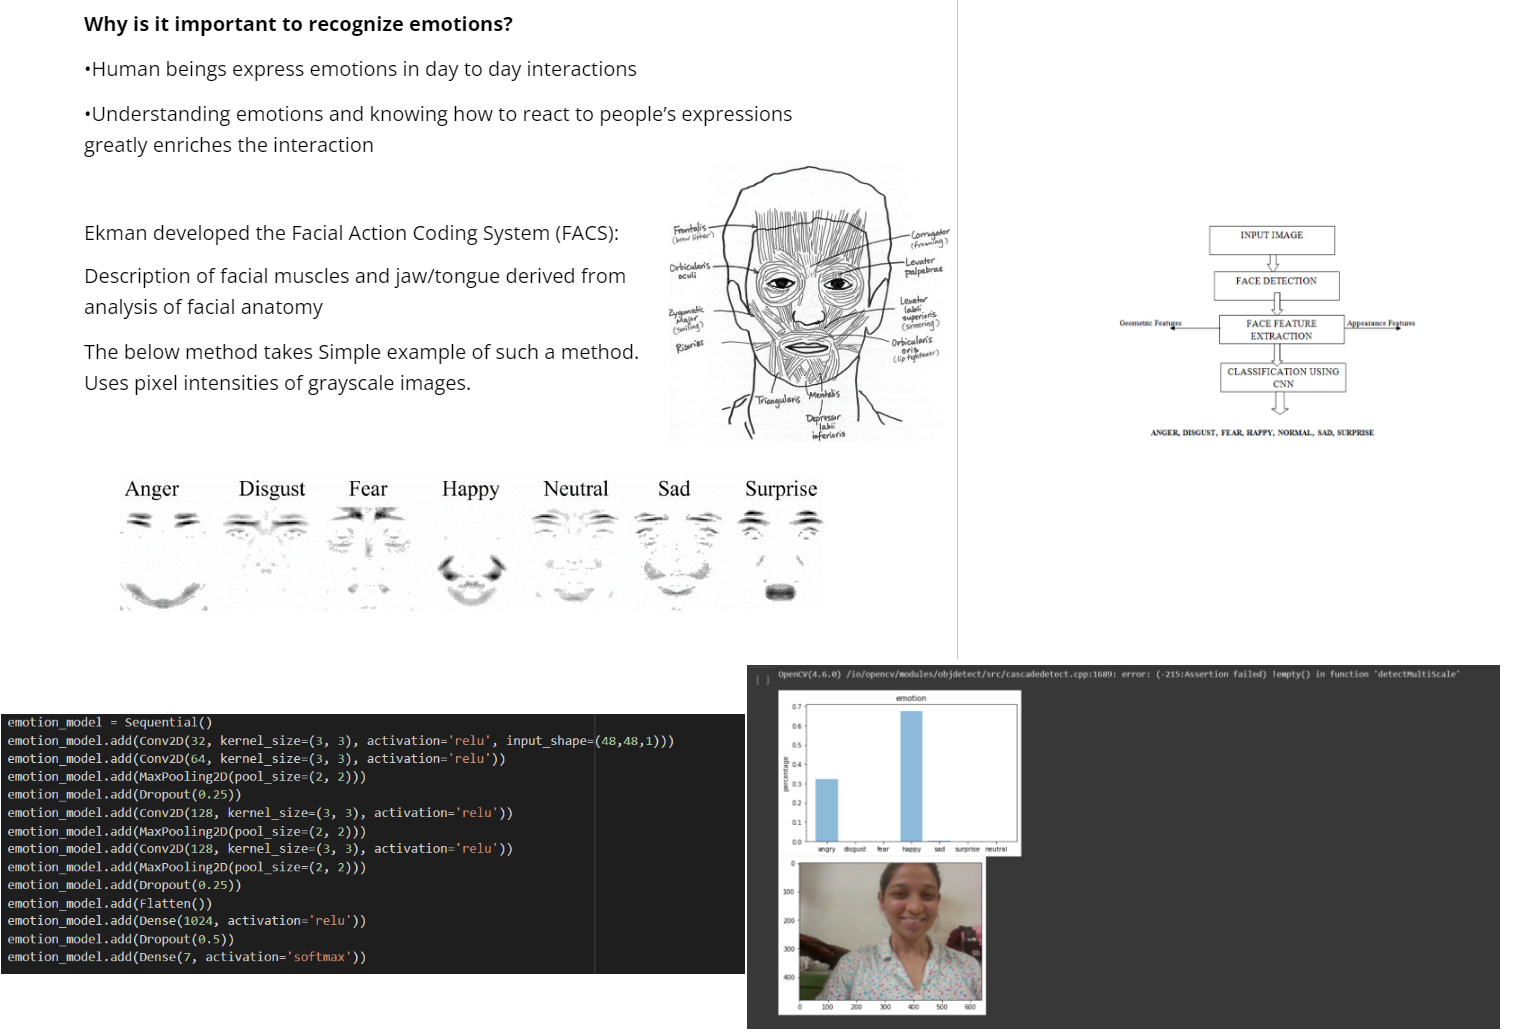 Why is it important to recognize emotions?
•Human beings express emotions in day to day interactions
•Understanding emotions and knowing how to react to people's expressions
greatly enriches the interaction
Ekman developed the Facial Action Coding System (FACS):
Description of facial muscles and jaw/tongue derived from
analysis of facial anatomy
The below method takes Simple example of such a method.
Uses pixel intensities of grayscale images.
Frontalis
(brow lifter)
Orbicularis
oculi
Zygomatic
Major
(smiling)
Risorius
Triangularis
Mentalis
Depressor
labii
inferioris
Corrugator
(frowning)
Levator
palpebrae
Levator
labii
superioris
(sneering)
Orbicularis
oris
(lip tightener)
INPUT IMAGE
FACE DETECTION
Geometric Features
FACE FEATURE
EXTRACTION
Appearance Features
CLASSIFICATION USING
CNN
ANGER, DISGUST, FEAR, HAPPY, NORMAL, SAD, SURPRISE
Anger Disgust Fear Happy Neutral Sad Surprise
emotion_model = Sequential()
emotion_model.add(Conv2D(32, kernel_size=(3, 3), activation='relu', input_shape=(48,48,1)))
emotion_model.add(Conv2D(64, kernel_size=(3, 3), activation='relu'))
emotion_model.add(MaxPooling2D(pool_size=(2, 2)))
emotion_model.add(Dropout(0.25))
emotion_model.add(Conv2D(128, kernel_size=(3, 3), activation='relu'))
emotion_model.add(MaxPooling2D(pool_size=(2, 2)))
emotion_model.add(Conv2D(128, kernel_size=(3, 3), activation='relu'))
emotion_model.add(MaxPooling2D(pool_size=(2, 2)))
emotion_model.add(Dropout(0.25))
emotion_model.add(Flatten())
emotion_model.add(Dense(1024, activation='relu'))
emotion_model.add(Dropout(0.5))
emotion_model.add(Dense(7, activation='softmax'))
[ ] OpenCV(4.6.0) /io/opencv/modules/objdetect/src/cascadedetect.cpp:1689: error: (-215:Assertion failed) !empty() in function 'detectMultiScale'
emotion
percentage
0.7
0.6
0.5
0.4
0.3
0.2
0.1
0.0
angry disgust fear happy sad surprise neutral
0
100
200
300
400
0 100 200 300 400 500 600